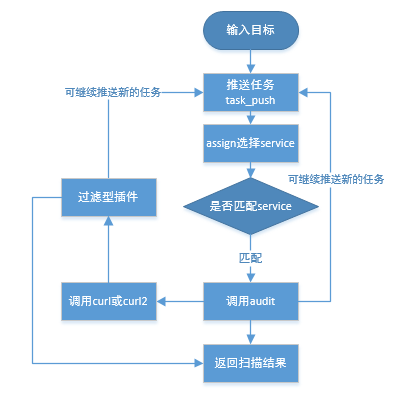 输入目标
推送任务
task_push
可继续推送新的任务
assign选择service
可继续推送新的任务
过滤型插件
是否匹配service
匹配
调用curl或curl2
调用audit
返回扫描结果